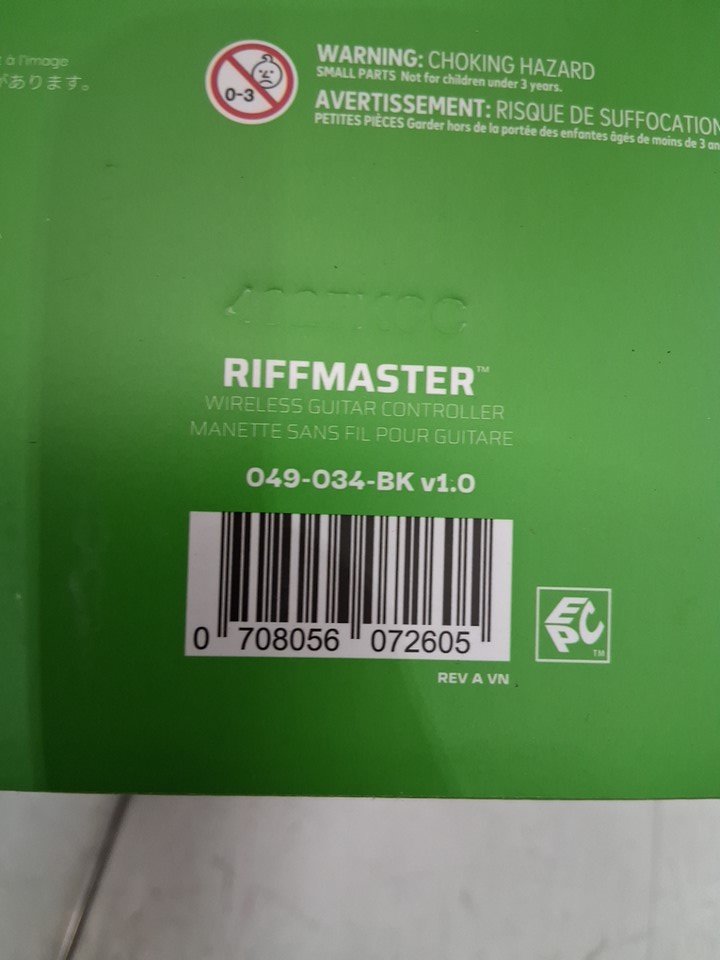 à l'image
があります。
0-3
WARNING: CHOKING HAZARD
SMALL PARTS Not for children under 3 years.
AVERTISSEMENT: RISQUE DE SUFFOCATION
PETITES PIÈCES Garder hors de la portée des enfantes âgés de moins de 3 an
RIFFMASTER™
WIRELESS GUITAR CONTROLLER
MANETTE SANS FIL POUR GUITARE
049-034-BK v1.0
0 708056 072605
EPC TM
REV A VN